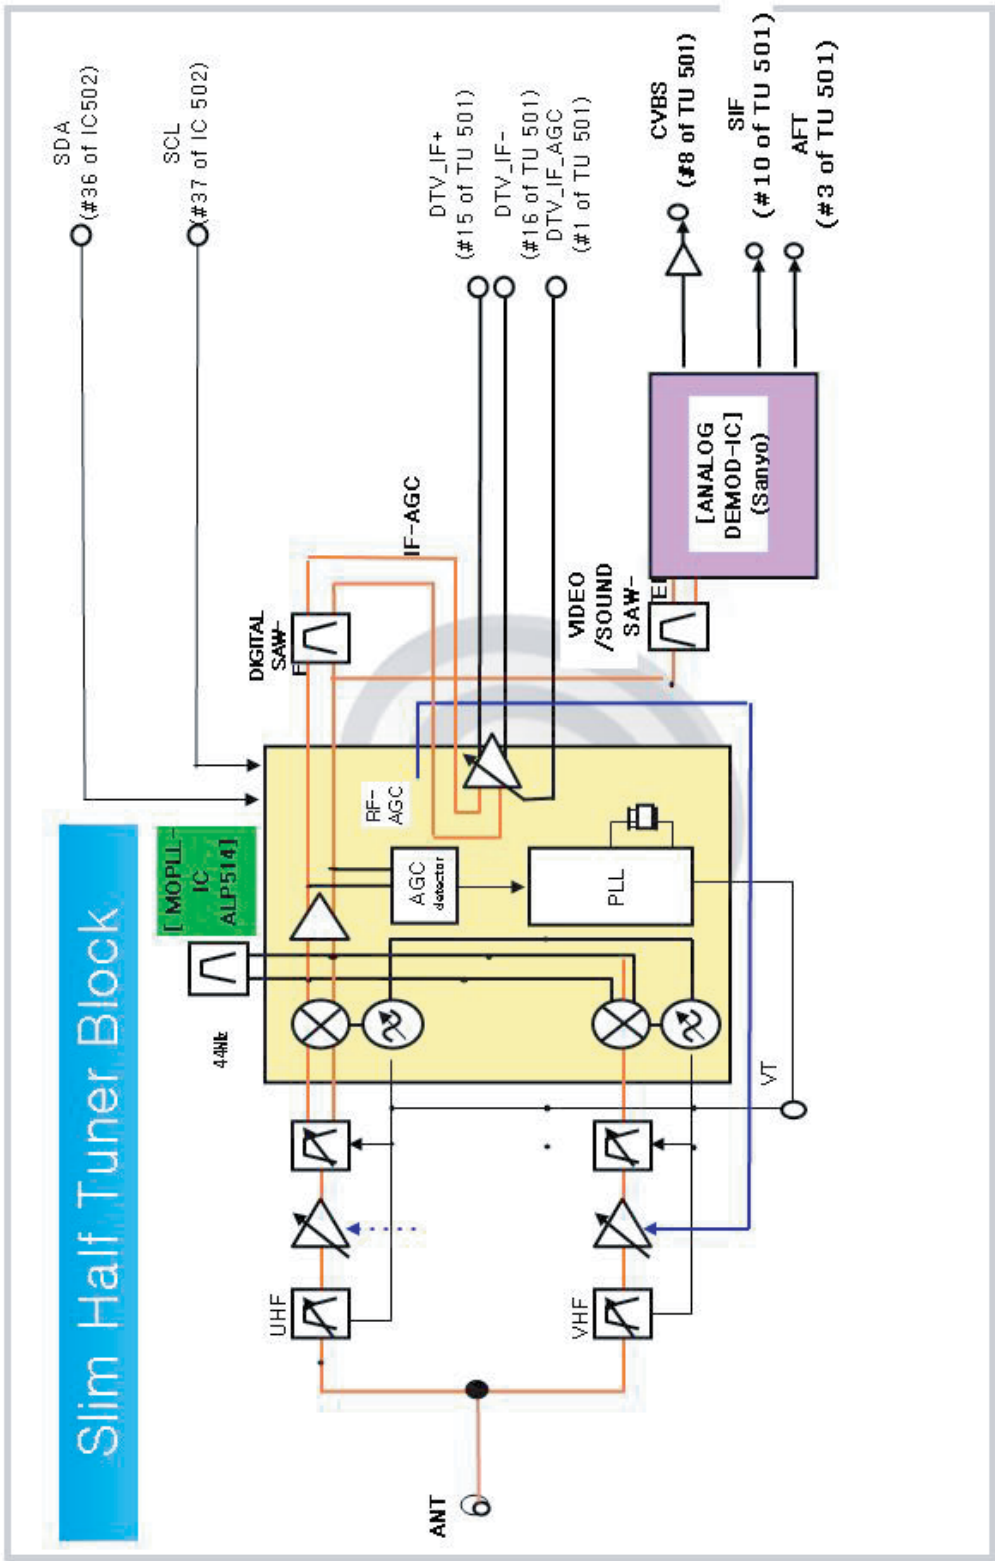 Slim Half Tuner Block
SDA
(#36 of IC502)
SCL
(#37 of IC 502)
[ MOPLL-
IC
ALP514]
44Mb
DIGITAL
SAW-
F
IF-AGC
DTV_IF+
(#15 of TU 501)
DTV_IF-
(#16 of TU 501)
DTV_IF_AGC
(#1 of TU 501)
RF-
AGC
AGC
detector
PLL
VIDEO
/SOUND
SAW-
[ANALOG
DEMOD-IC]
(Sanyo)
CVBS
(#8 of TU 501)
SIF
(#10 of TU 501)
AFT
(#3 of TU 501)
UHF
VHF
VT
ANT